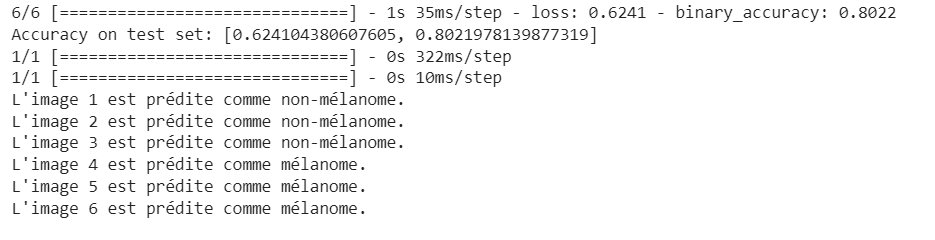 6/6 [==============================] - 1s 35ms/step - loss: 0.6241 - binary_accuracy: 0.8022
Accuracy on test set: [0.624104380607605, 0.8021978139877319]
1/1 [==============================] - 0s 322ms/step
1/1 [==============================] - 0s 10ms/step
L'image 1 est prédite comme non-mélanome.
L'image 2 est prédite comme non-mélanome.
L'image 3 est prédite comme non-mélanome.
L'image 4 est prédite comme mélanome.
L'image 5 est prédite comme mélanome.
L'image 6 est prédite comme mélanome.